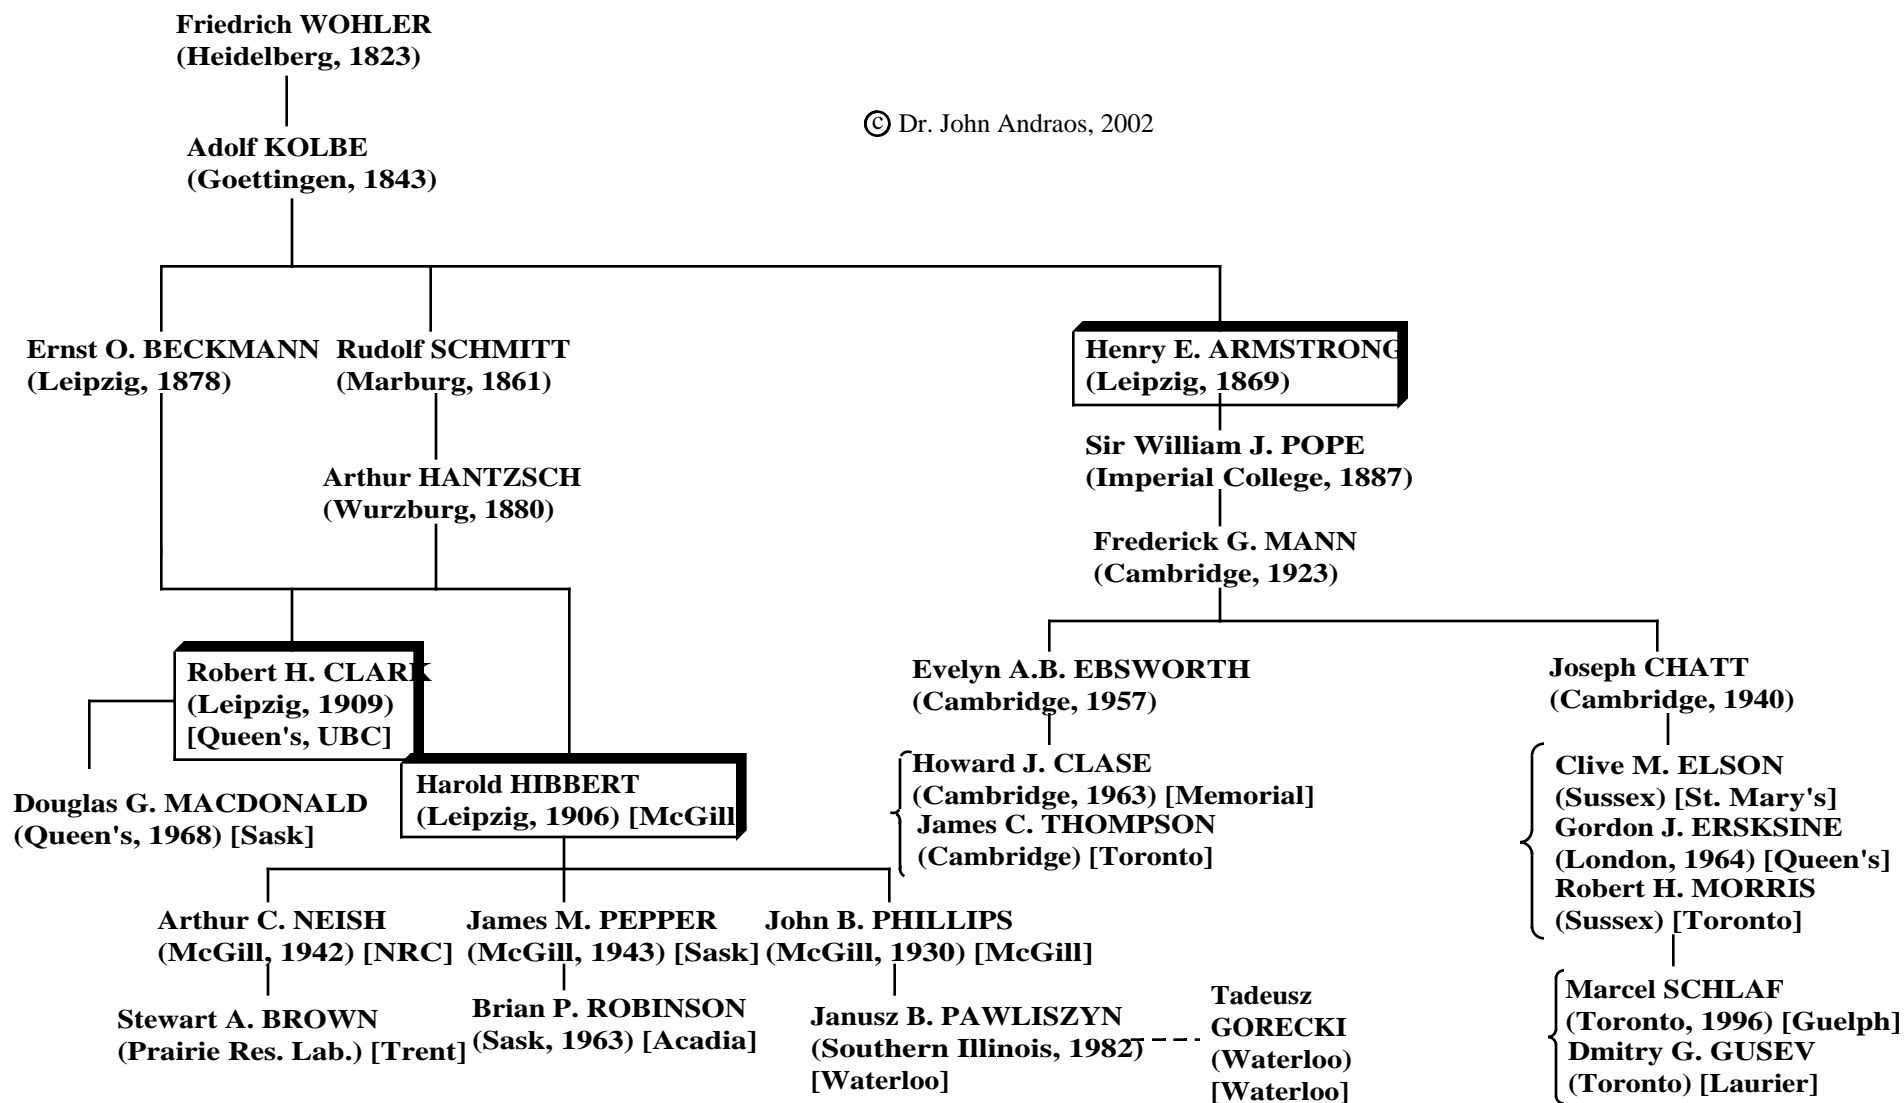 Friedrich WOHLER
(Heidelberg, 1823)
© Dr. John Andraos, 2002
Adolf KOLBE
(Goettingen, 1843)
Ernst O. BECKMANN
(Leipzig, 1878)
Rudolf SCHMITT
(Marburg, 1861)
Henry E. ARMSTRONG
(Leipzig, 1869)
Sir William J. POPE
(Imperial College, 1887)
Arthur HANTZSCH
(Wurzburg, 1880)
Frederick G. MANN
(Cambridge, 1923)
Robert H. CLARK
(Leipzig, 1909)
[Queen's, UBC]
Evelyn A.B. EBSWORTH
(Cambridge, 1957)
Joseph CHATT
(Cambridge, 1940)
Douglas G. MACDONALD
(Queen's, 1968) [Sask]
Harold HIBBERT
(Leipzig, 1906) [McGill
Howard J. CLASE
(Cambridge, 1963) [Memorial]
James C. THOMPSON
(Cambridge) [Toronto]
Clive M. ELSON
(Sussex) [St. Mary's]
Gordon J. ERSKSINE
(London, 1964) [Queen's]
Robert H. MORRIS
(Sussex) [Toronto]
Arthur C. NEISH
(McGill, 1942) [NRC]
James M. PEPPER
(McGill, 1943) [Sask]
John B. PHILLIPS
(McGill, 1930) [McGill]
Stewart A. BROWN
(Prairie Res. Lab.) [Trent]
Brian P. ROBINSON
(Sask, 1963) [Acadia]
Janusz B. PAWLISZYN
(Southern Illinois, 1982)
[Waterloo]
Tadeusz
GORECKI
(Waterloo)
[Waterloo]
Marcel SCHLAF
(Toronto, 1996) [Guelph]
Dmitry G. GUSEV
(Toronto) [Laurier]